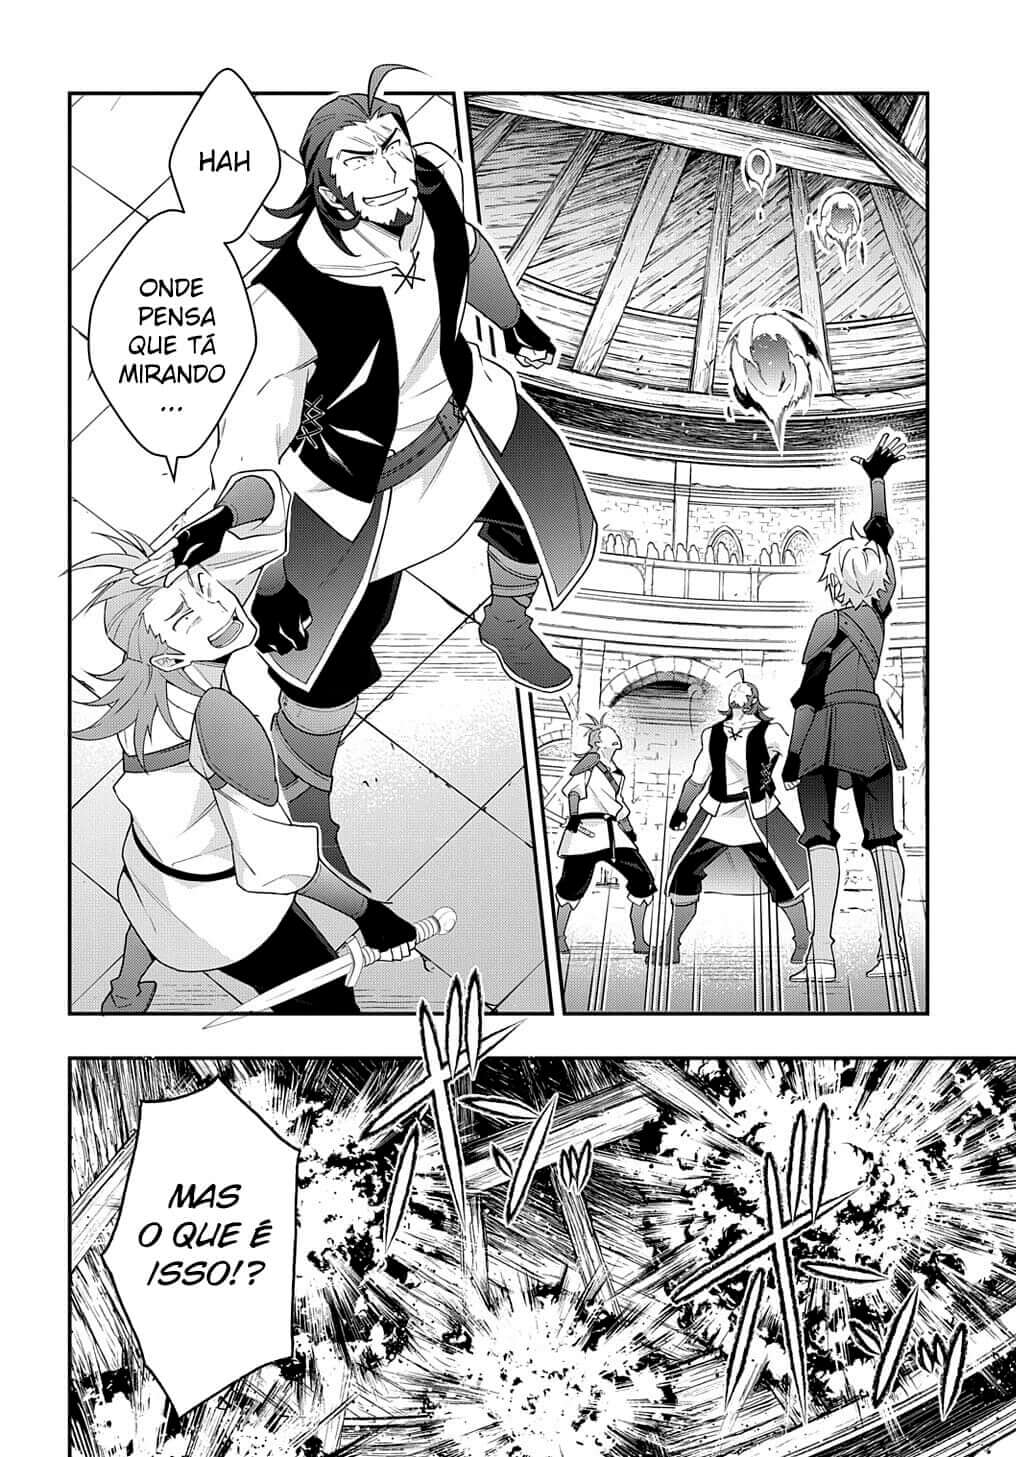 HAH
ONDE
PENSA
QUE TÁ
MIRANDO
...
MAS
O QUE É
ISSO!?